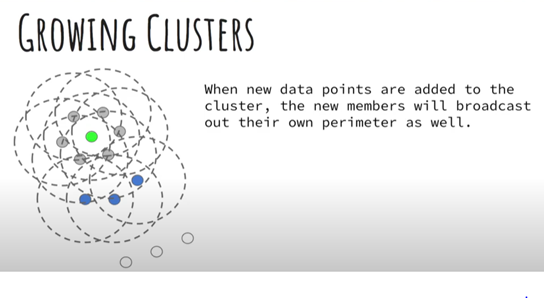 GROWING CLUSTERS
When new data points are added to the
cluster, the new members will broadcast
out their own perimeter as well.